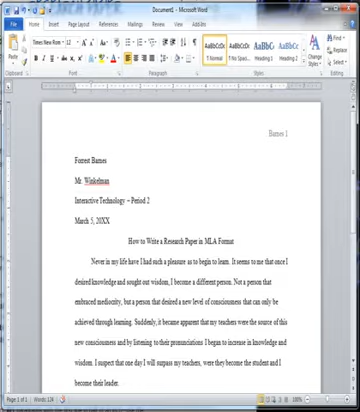 Document1 - Microsoft Word
File Home Insert Page Layout References Mailings Review View Add-Ins
Times New Rom 12
Paste
AaBbCcDc AaBbCcDc AaBbC AaBbCc
¶ Normal ¶ No Spaci... Heading 1 Heading 2
Change Styles
Find
Replace
Select
Clipboard Font Paragraph Styles Editing
Barnes 1
Forrest Barnes
Mr. Winkelman
Interactive Technology – Period 2
March 5, 20XX
How to Write a Research Paper in MLA Format
Never in my life have I had such a pleasure as to begin to learn. It seems to me that once I
desired knowledge and sought out wisdom, I become a different person. Not a person that
embraced mediocrity, but a person that desired a new level of consciousness that can only be
achieved through learning. Suddenly, it became apparent that my teachers were the source of this
new consciousness and by listening to their pronunciations I began to increase in knowledge and
wisdom. I suspect that one day I will surpass my teachers, were they become the student and I
become their leader.
Page: 1 of 1 Words: 134